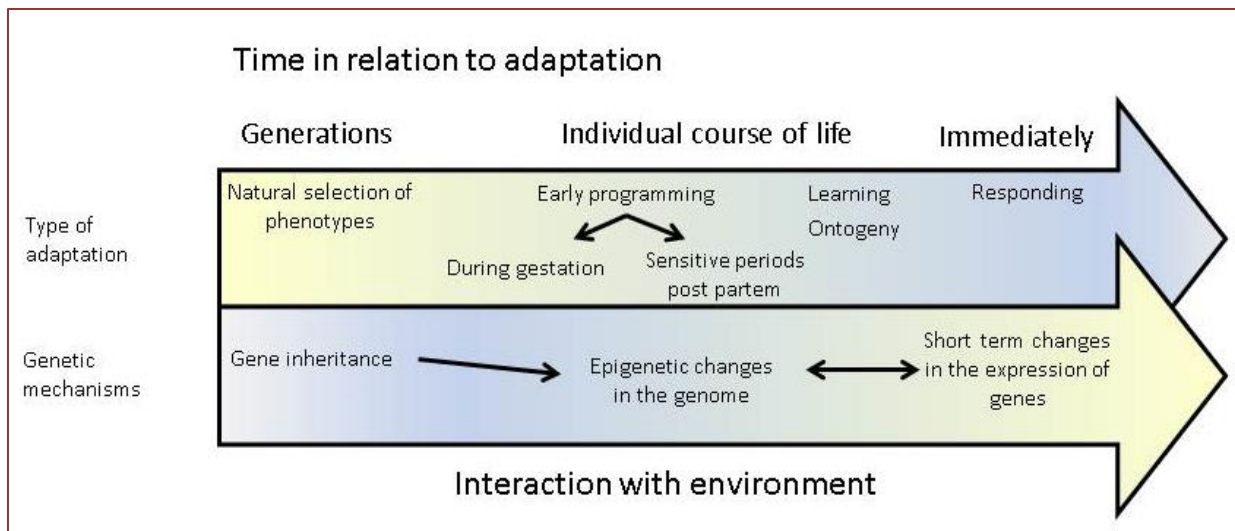 Time in relation to adaptation
Generations
Individual course of life
Immediately
Type of
adaptation
Natural selection of
phenotypes
Early programming
During gestation
Sensitive periods
post partem
Learning
Ontogeny
Responding
Genetic
mechanisms
Gene inheritance
Epigenetic changes
in the genome
Short term changes
in the expression of
genes
Interaction with environment